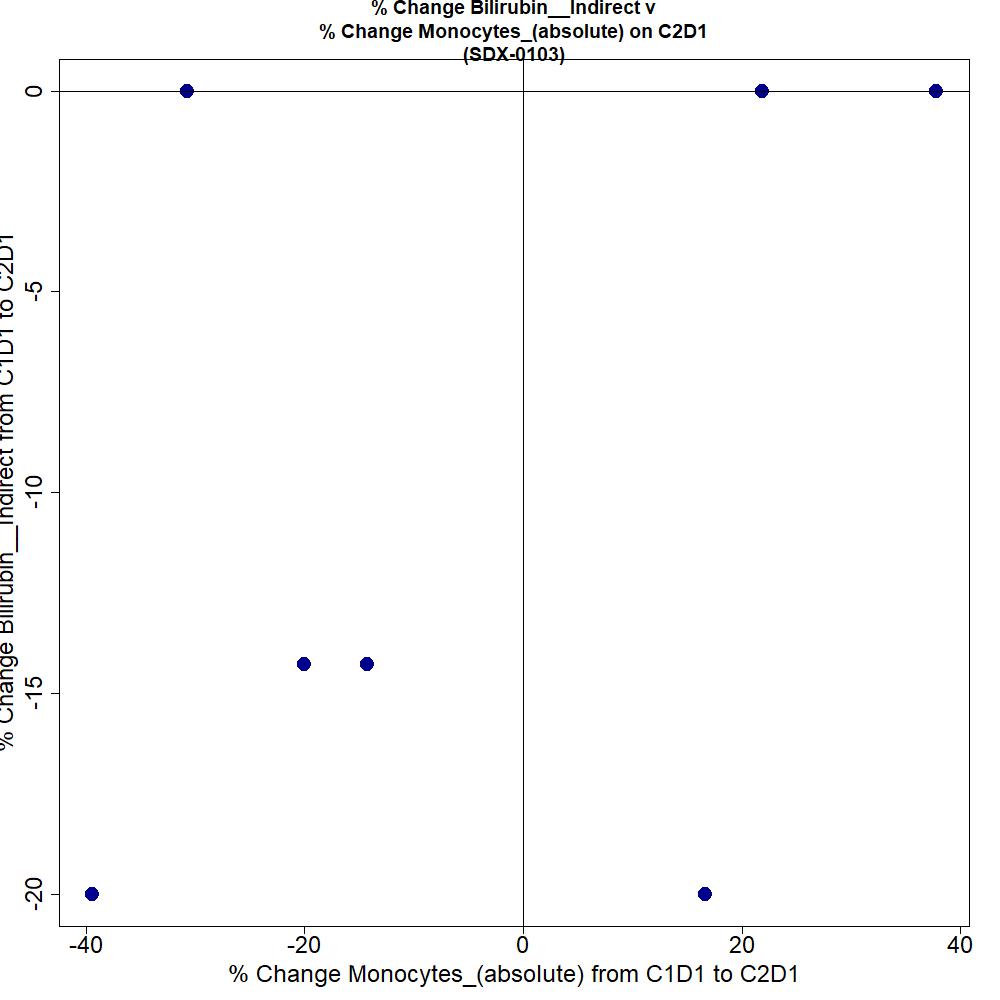 % Change Bilirubin__Indirect v
% Change Monocytes_(absolute) on C2D1
(SDX-0103)
% Change Bilirubin__Indirect from C1D1 to C2D1
0
-5
-10
-15
-20
-40
-20
0
20
40
% Change Monocytes_(absolute) from C1D1 to C2D1